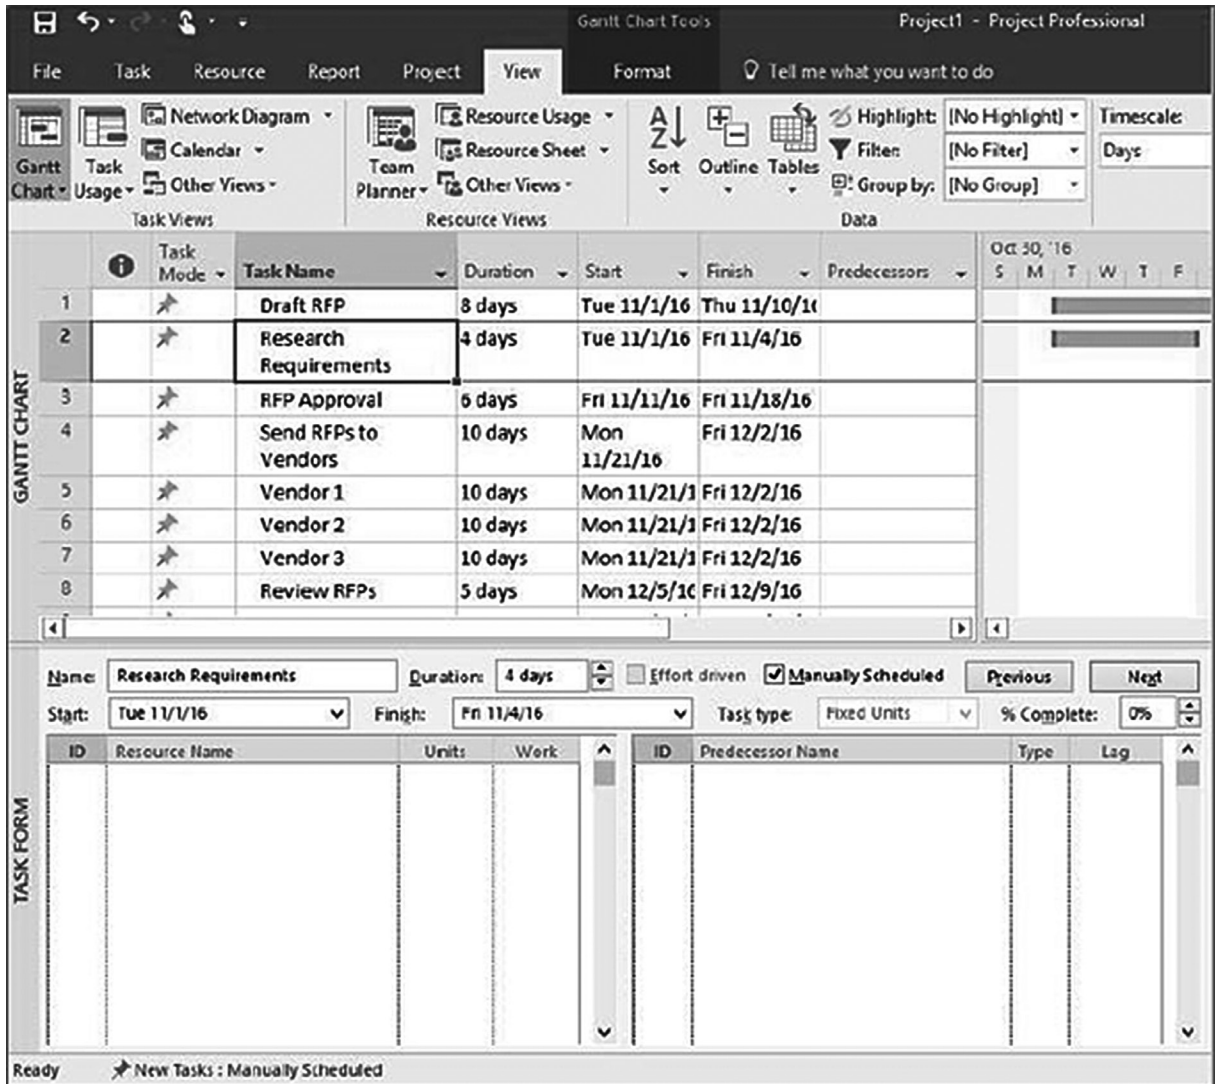 Gantt Chart Tools
Project1 - Project Professional
File Task Resource Report Project View Format Tell me what you want to do
Gantt Chart
Task Usage
Network Diagram
Calendar
Other Views
Task Views
Team Planner
Resource Usage
Resource Sheet
Other Views
Resource Views
Sort
Outline
Tables
Highlight: [No Highlight]
Filter: [No Filter]
Group by: [No Group]
Data
Timescale:
Days
GANTT CHART
Task Mode Task Name Duration Start Finish Predecessors
Oct 30, '16
S M T W T F
1 Draft RFP 8 days Tue 11/1/16 Thu 11/10/16
2 Research Requirements 4 days Tue 11/1/16 Fri 11/4/16
3 RFP Approval 6 days Fri 11/11/16 Fri 11/18/16
4 Send RFPs to Vendors 10 days Mon 11/21/16 Fri 12/2/16
5 Vendor 1 10 days Mon 11/21/1 Fri 12/2/16
6 Vendor 2 10 days Mon 11/21/1 Fri 12/2/16
7 Vendor 3 10 days Mon 11/21/1 Fri 12/2/16
8 Review RFPs 5 days Mon 12/5/16 Fri 12/9/16
TASK FORM
Name: Research Requirements Duration: 4 days Effort driven Manually Scheduled Previous Next
Start: Tue 11/1/16 Finish: Fri 11/4/16 Task type: Fixed Units % Complete: 0%
ID Resource Name Units Work
ID Predecessor Name Type Lag
Ready New Tasks : Manually Scheduled